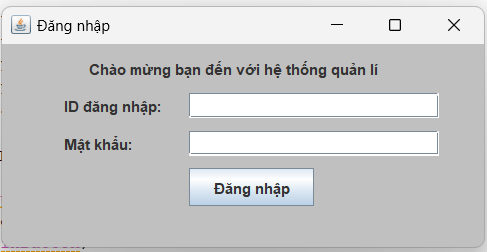 Đăng nhập
Chào mừng bạn đến với hệ thống quản lí
ID đăng nhập:
Mật khẩu:
Đăng nhập